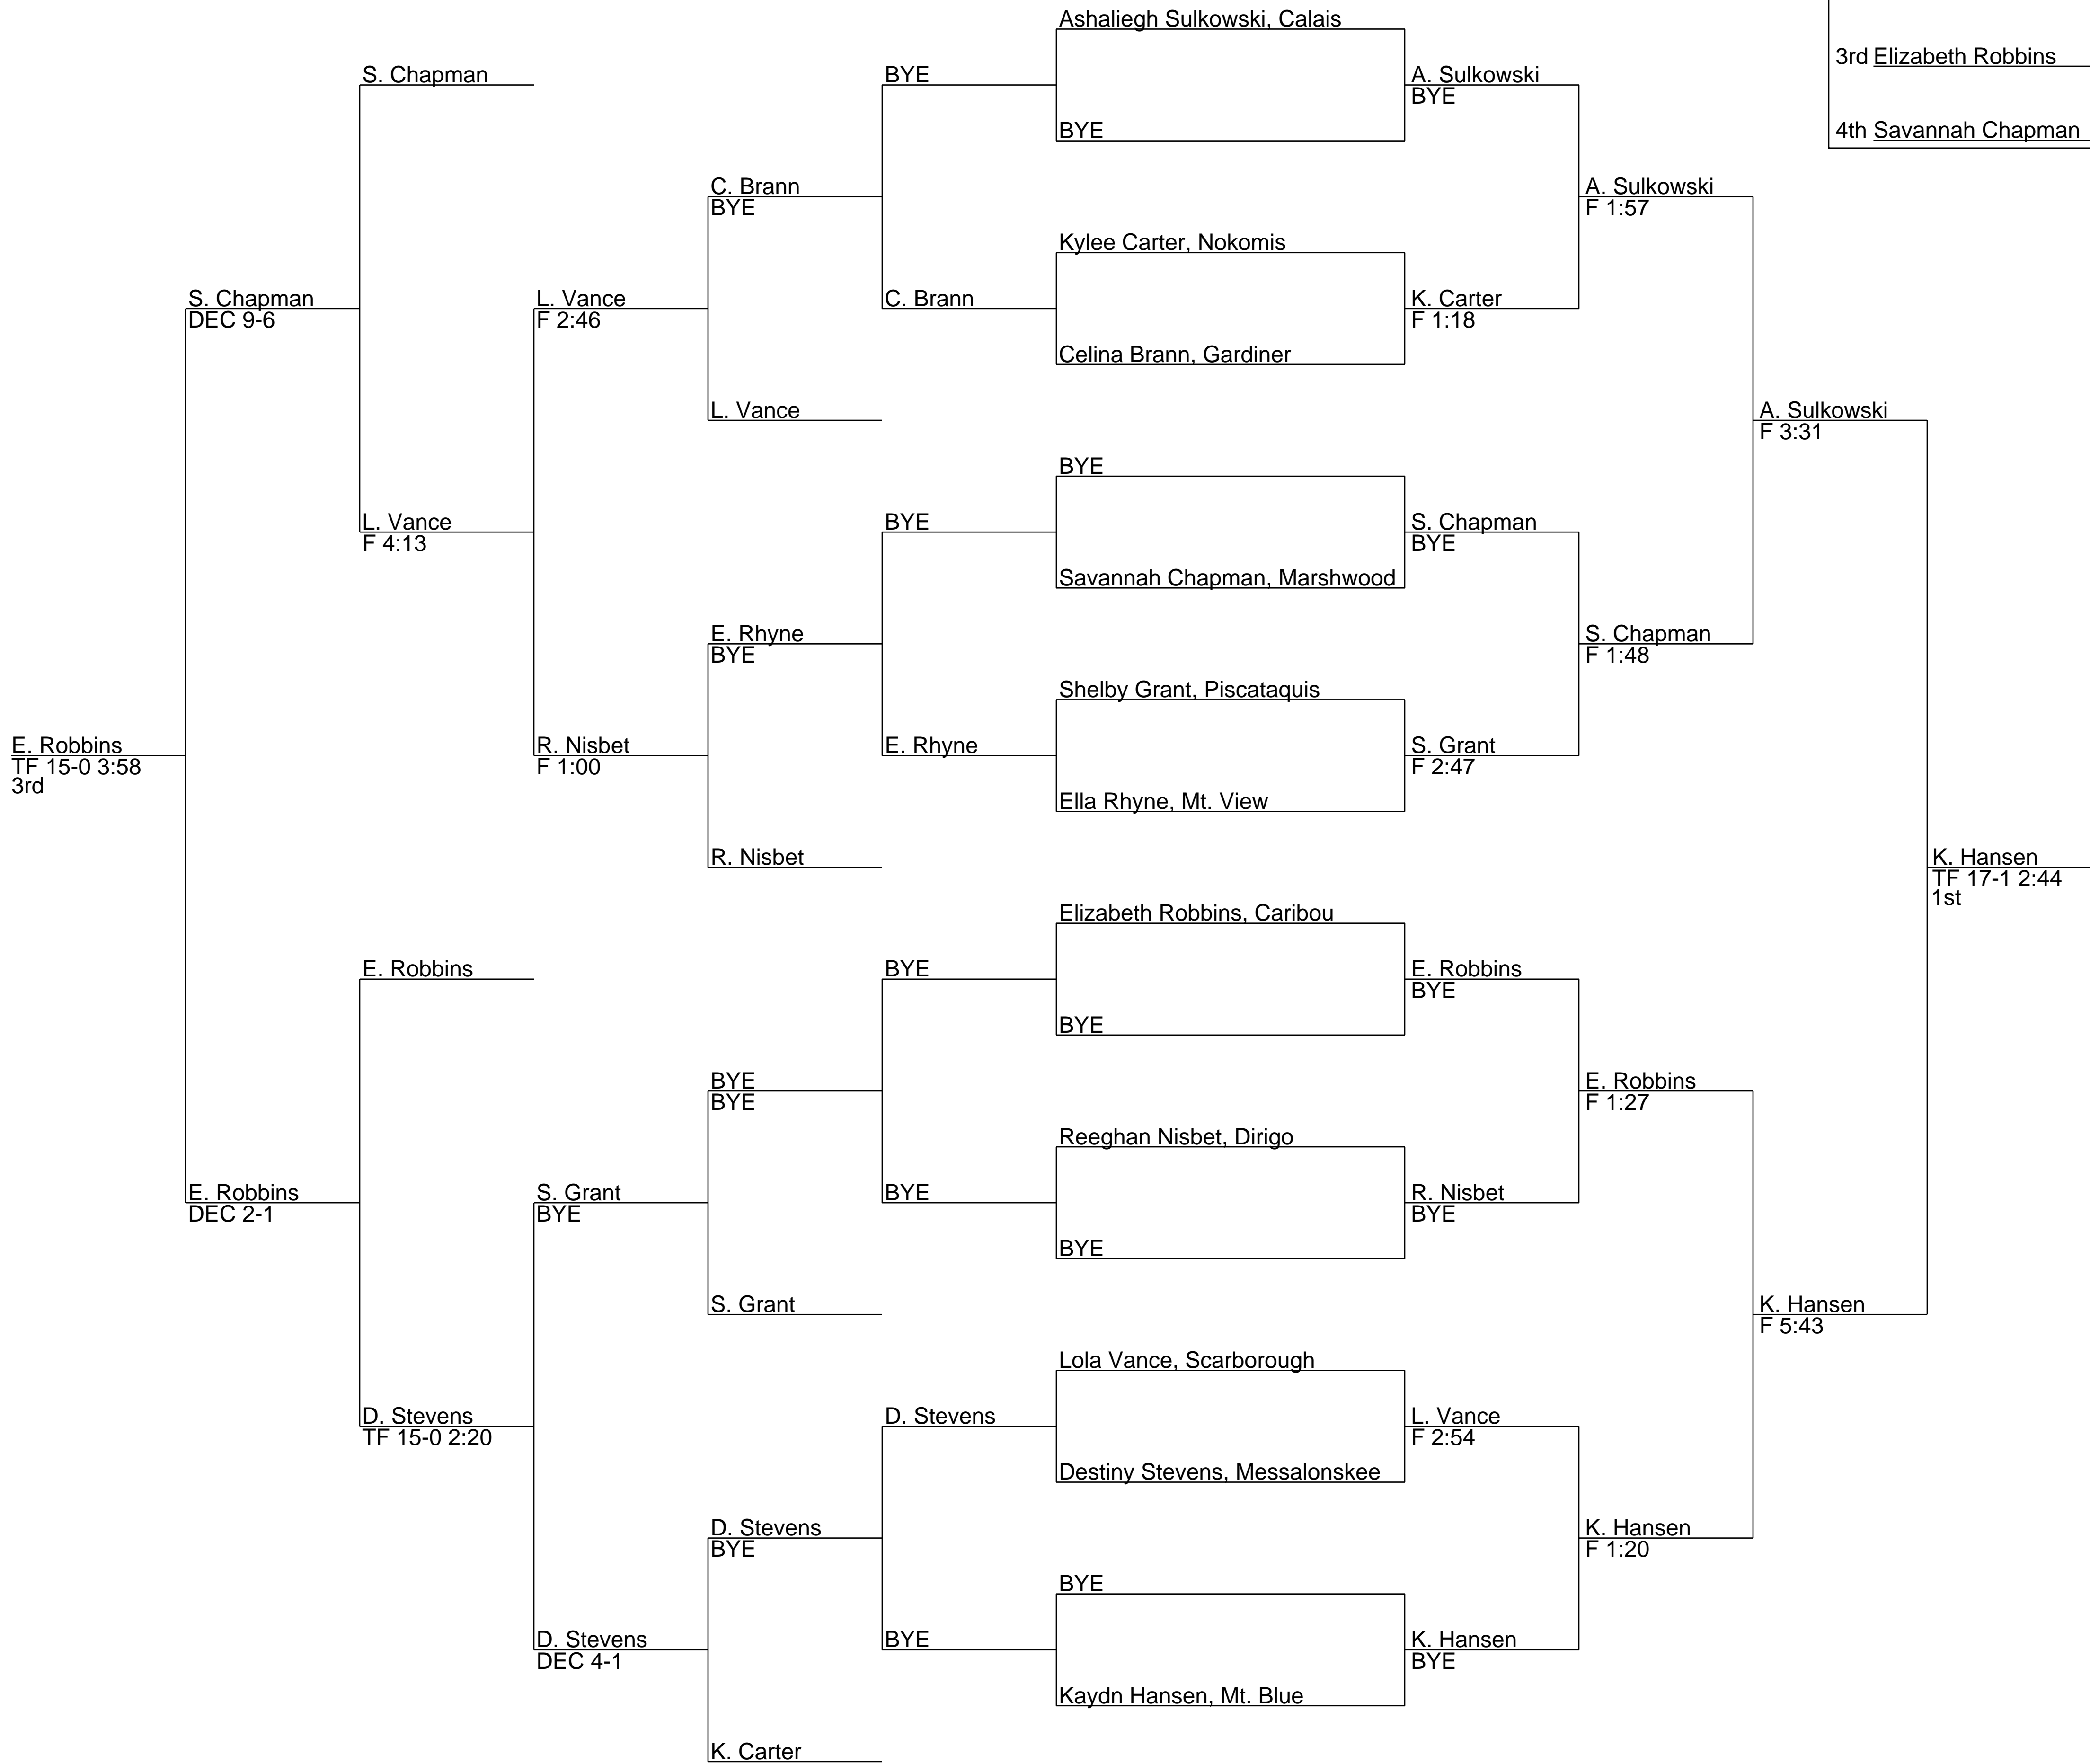 Ashaliegh Sulkowski, Calais
3rd Elizabeth Robbins
S. Chapman
BYE
A. Sulkowski
BYE
BYE
4th Savannah Chapman
C. Brann
BYE
A. Sulkowski
F 1:57
Kylee Carter, Nokomis
S. Chapman
DEC 9-6
L. Vance
F 2:46
C. Brann
K. Carter
F 1:18
Celina Brann, Gardiner
L. Vance
A. Sulkowski
F 3:31
BYE
L. Vance
F 4:13
BYE
S. Chapman
BYE
Savannah Chapman, Marshwood
E. Rhyne
BYE
S. Chapman
F 1:48
Shelby Grant, Piscataquis
E. Robbins
TF 15-0 3:58
3rd
R. Nisbet
F 1:00
E. Rhyne
S. Grant
F 2:47
Ella Rhyne, Mt. View
R. Nisbet
K. Hansen
TF 17-1 2:44
1st
Elizabeth Robbins, Caribou
E. Robbins
BYE
E. Robbins
BYE
BYE
BYE
BYE
E. Robbins
F 1:27
Reeghan Nisbet, Dirigo
E. Robbins
DEC 2-1
S. Grant
BYE
BYE
R. Nisbet
BYE
BYE
S. Grant
K. Hansen
F 5:43
Lola Vance, Scarborough
D. Stevens
TF 15-0 2:20
D. Stevens
L. Vance
F 2:54
Destiny Stevens, Messalonskee
D. Stevens
BYE
K. Hansen
F 1:20
BYE
D. Stevens
DEC 4-1
BYE
K. Hansen
BYE
Kaydn Hansen, Mt. Blue
K. Carter